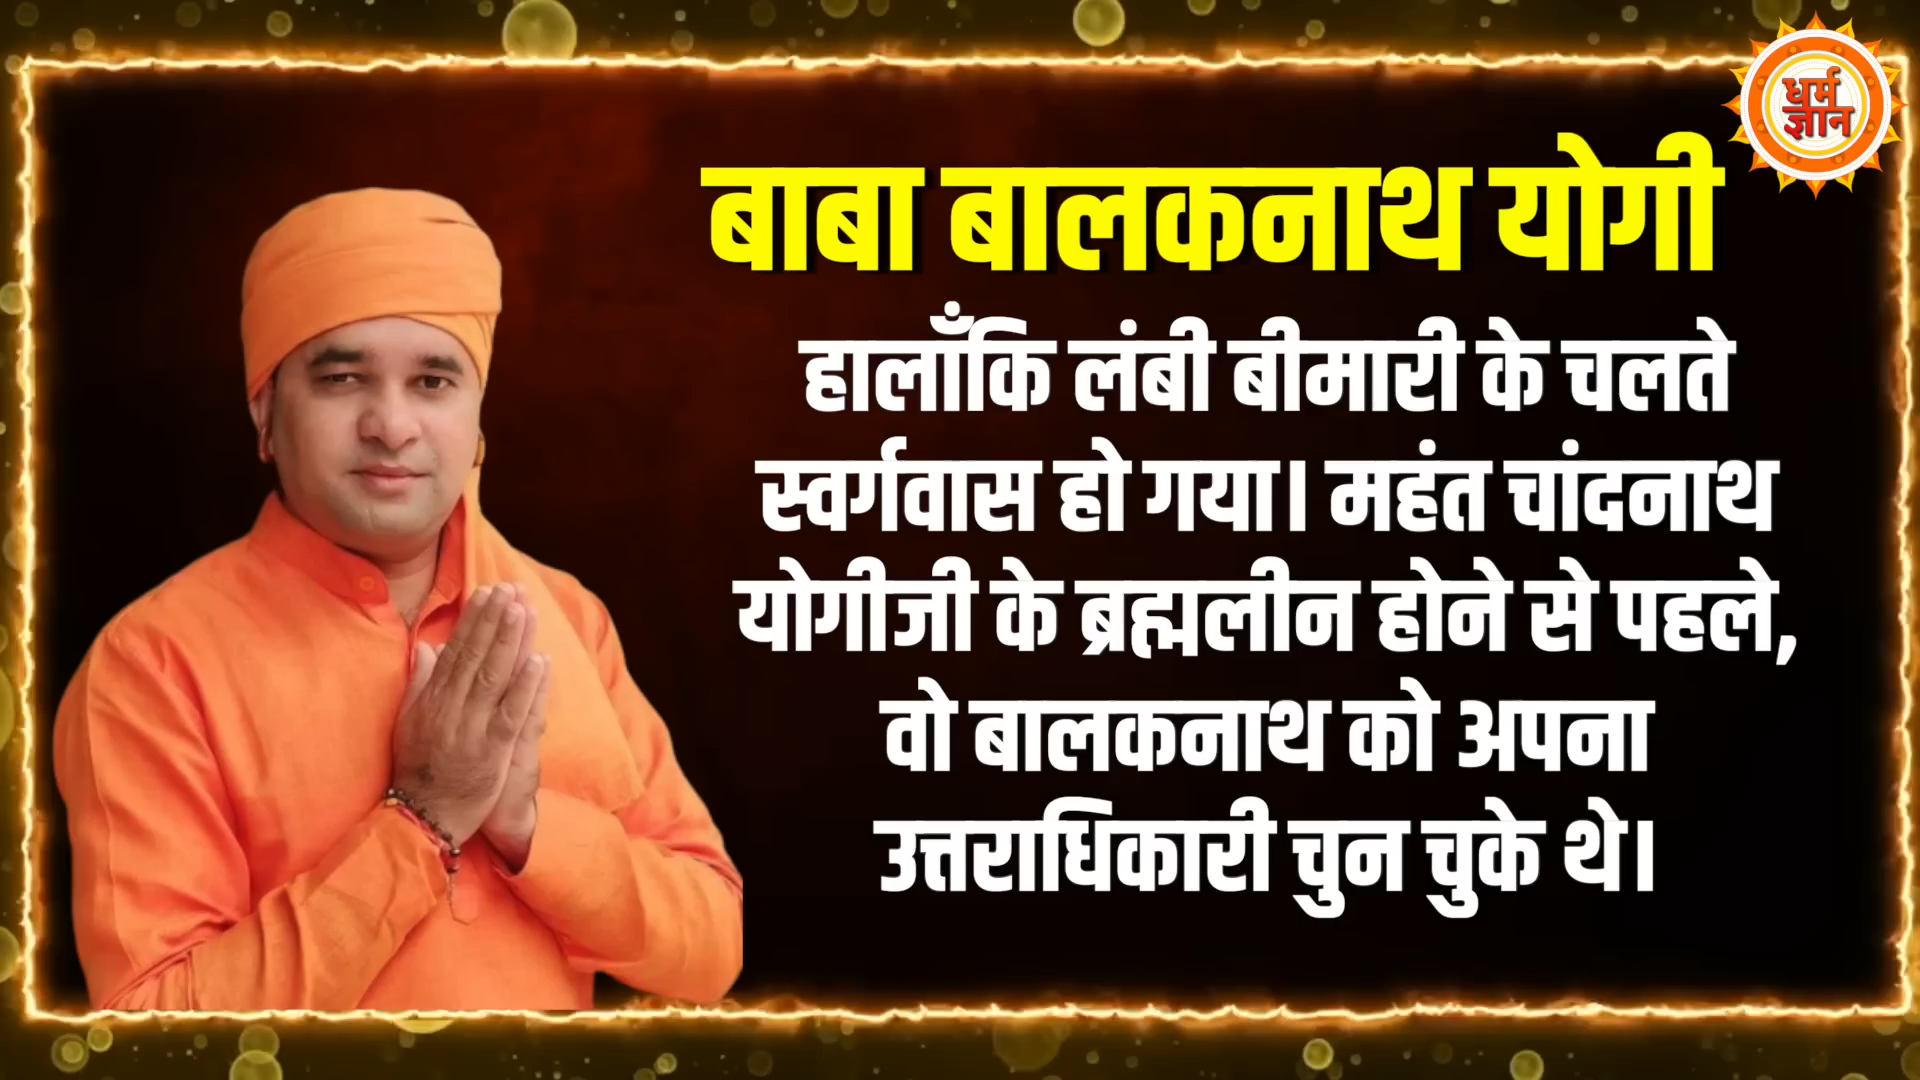 धर्म
ज्ञान
बाबा बालकनाथ योगी
हालाँकि लंबी बीमारी के चलते
स्वर्गवास हो गया। महंत चांदनाथ
योगीजी के ब्रह्मलीन होने से पहले,
वो बालकनाथ को अपना
उत्तराधिकारी चुन चुके थे।